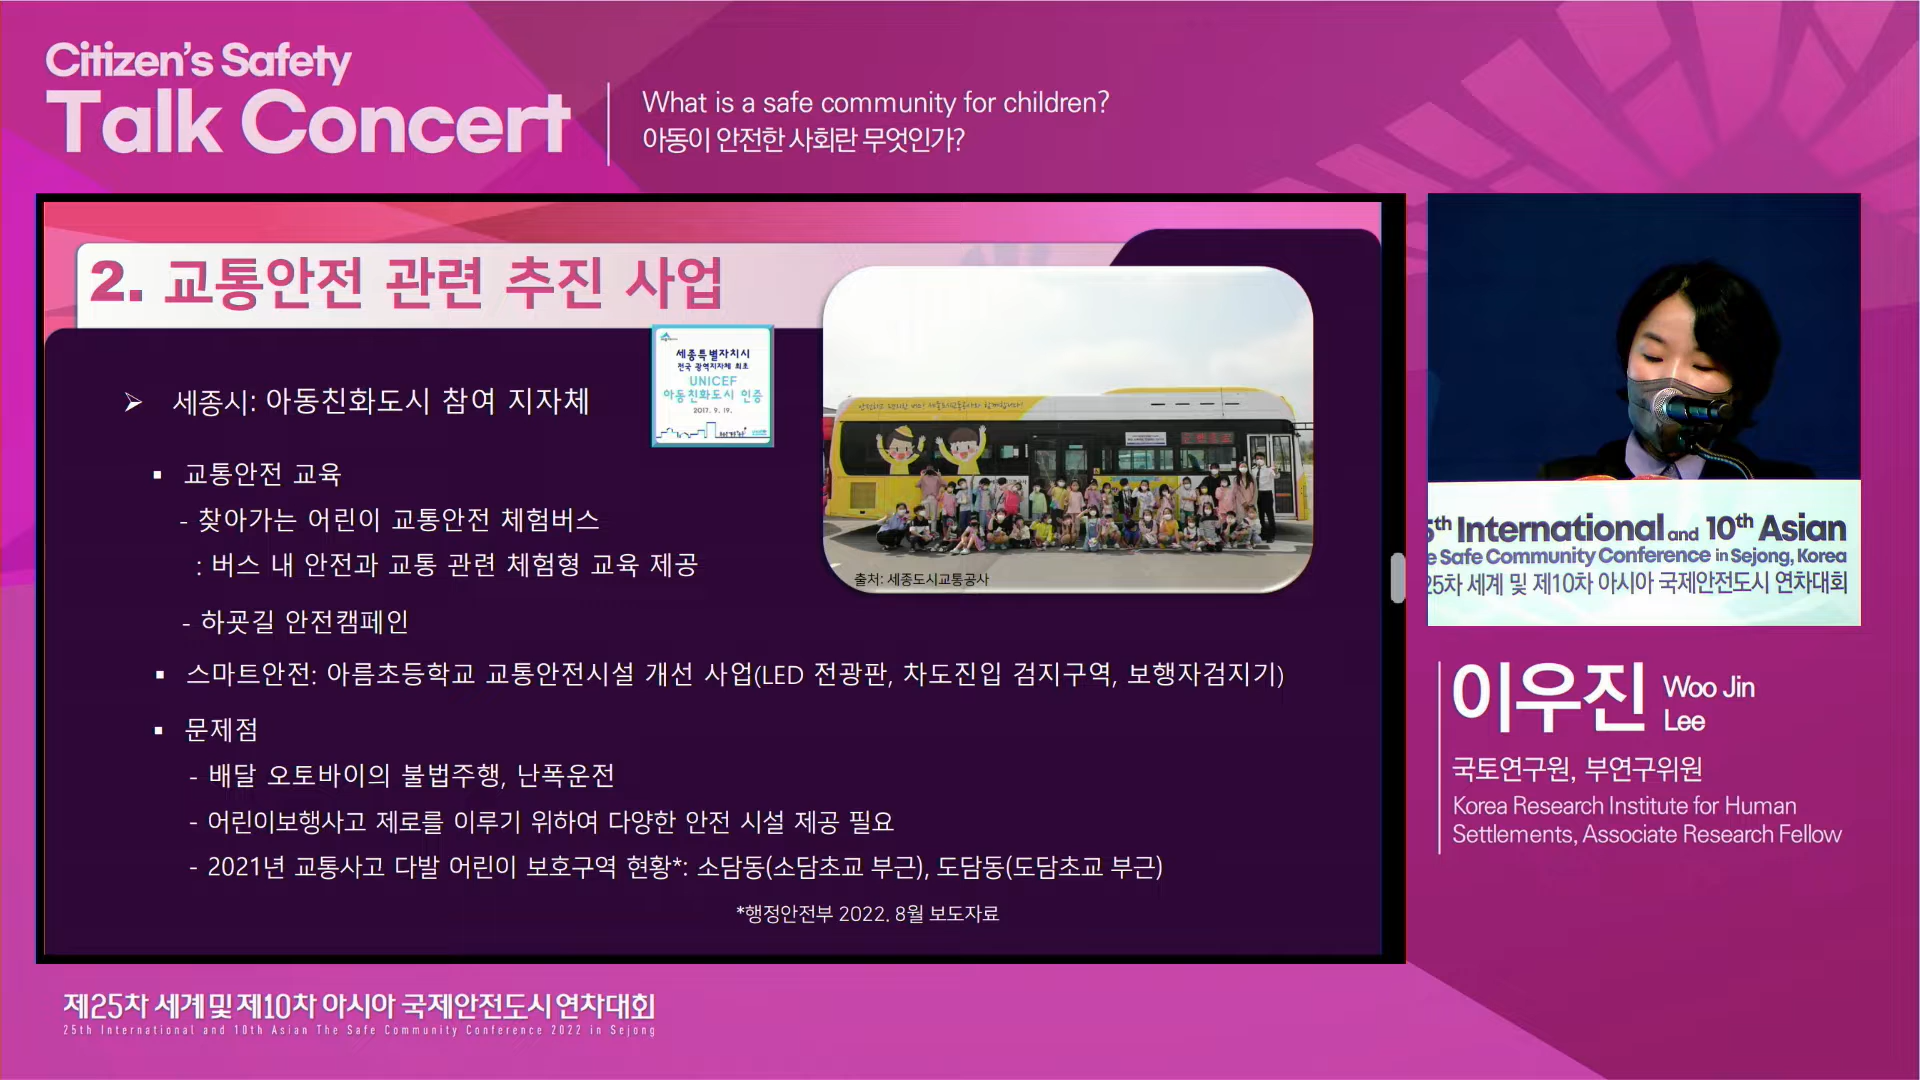 Citizen's Safety
Talk Concert
What is a safe community for children?
아동이 안전한 사회란 무엇인가?
2. 교통안전 관련 추진 사업
➢ 세종시: 아동친화도시 참여 지자체
세종특별자치시
전국 광역지자체 최초
UNICEF
아동친화도시 인증
2017. 9. 19.
▪ 교통안전 교육
- 찾아가는 어린이 교통안전 체험버스
: 버스 내 안전과 교통 관련 체험형 교육 제공
출처: 세종도시교통공사
- 하굣길 안전캠페인
▪ 스마트안전: 아름초등학교 교통안전시설 개선 사업(LED 전광판, 차도진입 검지구역, 보행자검지기)
▪ 문제점
- 배달 오토바이의 불법주행, 난폭운전
- 어린이보행사고 제로를 이루기 위하여 다양한 안전 시설 제공 필요
- 2021년 교통사고 다발 어린이 보호구역 현황*: 소담동(소담초교 부근), 도담동(도담초교 부근)
*행정안전부 2022. 8월 보도자료
5th International and 10th Asian
e Safe Community Conference in Sejong, Korea
25차 세계 및 제10차 아시아 국제안전도시 연차대회
이우진 Woo Jin
Lee
국토연구원, 부연구위원
Korea Research Institute for Human
Settlements, Associate Research Fellow
제25차 세계 및 제10차 아시아 국제안전도시 연차대회
25th International and 10th Asian The Safe Community Conference 2022 in Sejong